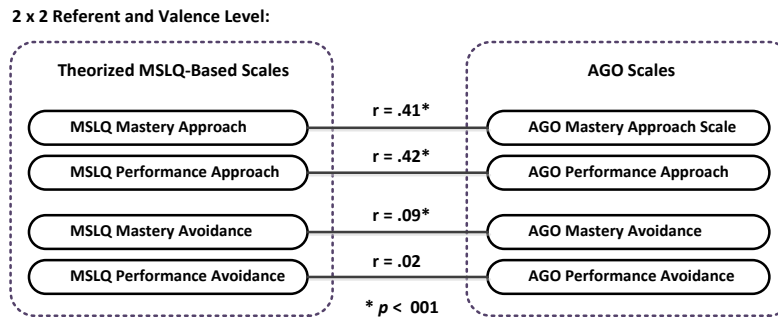 2 x 2 Referent and Valence Level:
Theorized MSLQ-Based Scales
AGO Scales
MSLQ Mastery Approach
r = .41*
AGO Mastery Approach Scale
MSLQ Performance Approach
r = .42*
AGO Performance Approach
MSLQ Mastery Avoidance
r = .09*
AGO Mastery Avoidance
MSLQ Performance Avoidance
r = .02
AGO Performance Avoidance
* p < 001